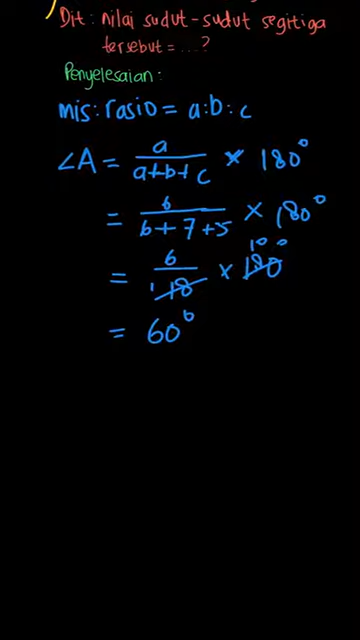 Dit : Nilai sudut-sudut segitiga
tersebut = ....?
Penyelesaian :
mis : rasio = a : b : c
∠A = a/(a+b+c) × 180°
= 6/(6+7+5) × 180°
= 6/18 × 180° 1 10
= 60°